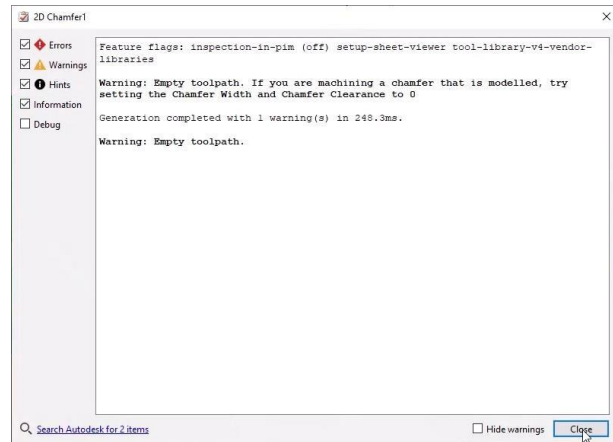 2D Chamfer1
Errors
Warnings
Hints
Information
Debug
Feature flags: inspection-in-pim (off) setup-sheet-viewer tool-library-v4-vendor-
libraries
Warning: Empty toolpath. If you are machining a chamfer that is modelled, try
setting the Chamfer Width and Chamfer Clearance to 0
Generation completed with 1 warning(s) in 248.3ms.
Warning: Empty toolpath.
Search Autodesk for 2 items
Hide warnings
Close